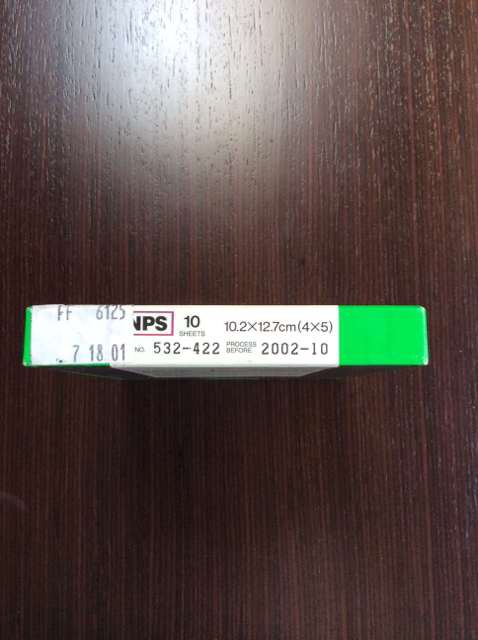 FF 6125
7 18 01
NPS 10 SHEETS 10.2×12.7cm(4×5)
NO. 532-422 PROCESS BEFORE 2002-10